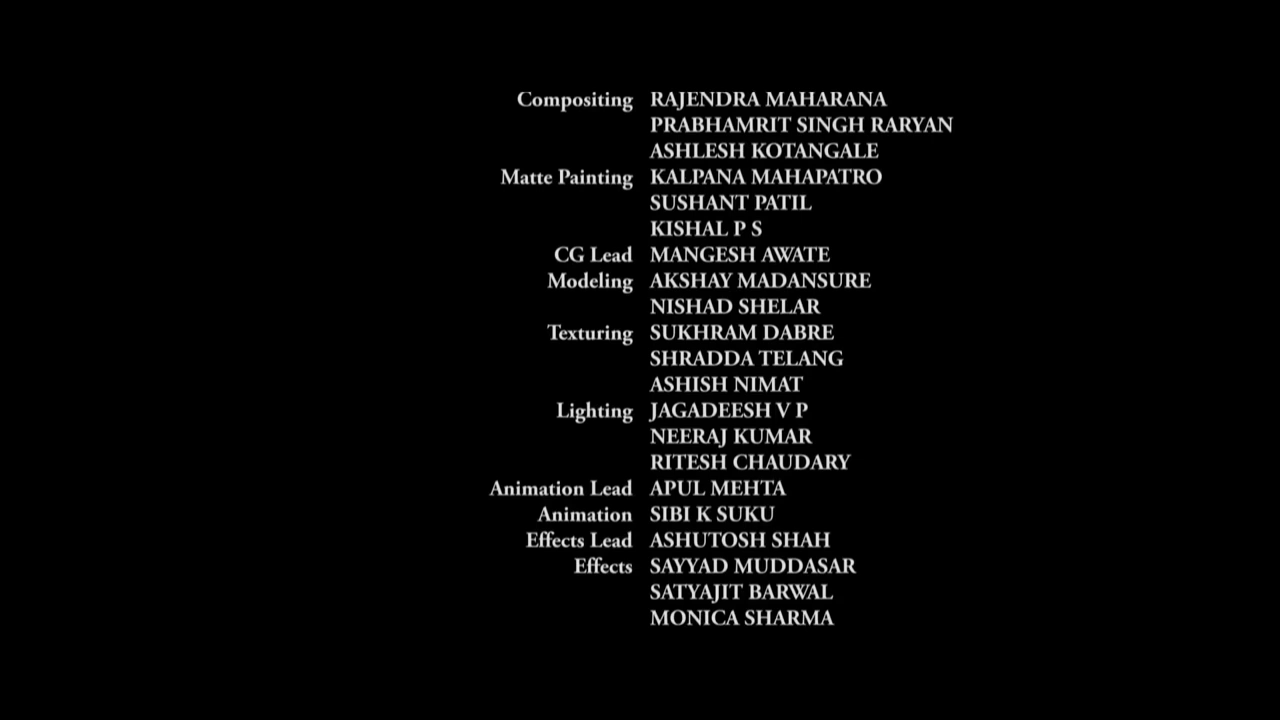 Compositing RAJENDRA MAHARANA
PRABHAMRIT SINGH RARYAN
ASHLESH KOTANGALE
Matte Painting KALPANA MAHAPATRO
SUSHANT PATIL
KISHAL P S
CG Lead MANGESH AWATE
Modeling AKSHAY MADANSURE
NISHAD SHELAR
Texturing SUKHRAM DABRE
SHRADDA TELANG
ASHISH NIMAT
Lighting JAGADEESH V P
NEERAJ KUMAR
RITESH CHAUDARY
Animation Lead APUL MEHTA
Animation SIBI K SUKU
Effects Lead ASHUTOSH SHAH
Effects SAYYAD MUDDASAR
SATYAJIT BARWAL
MONICA SHARMA